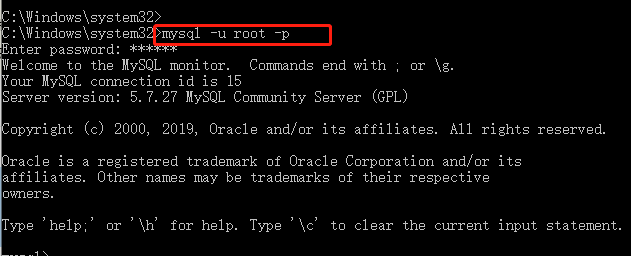 C:\Windows\system32>
C:\Windows\system32>mysql -u root -p
Enter password: ******
Welcome to the MySQL monitor.  Commands end with ; or \g.
Your MySQL connection id is 15
Server version: 5.7.27 MySQL Community Server (GPL)
Copyright (c) 2000, 2019, Oracle and/or its affiliates. All rights reserved.
Oracle is a registered trademark of Oracle Corporation and/or its
affiliates. Other names may be trademarks of their respective
owners.
Type 'help;' or '\h' for help. Type '\c' to clear the current input statement.
mysql>